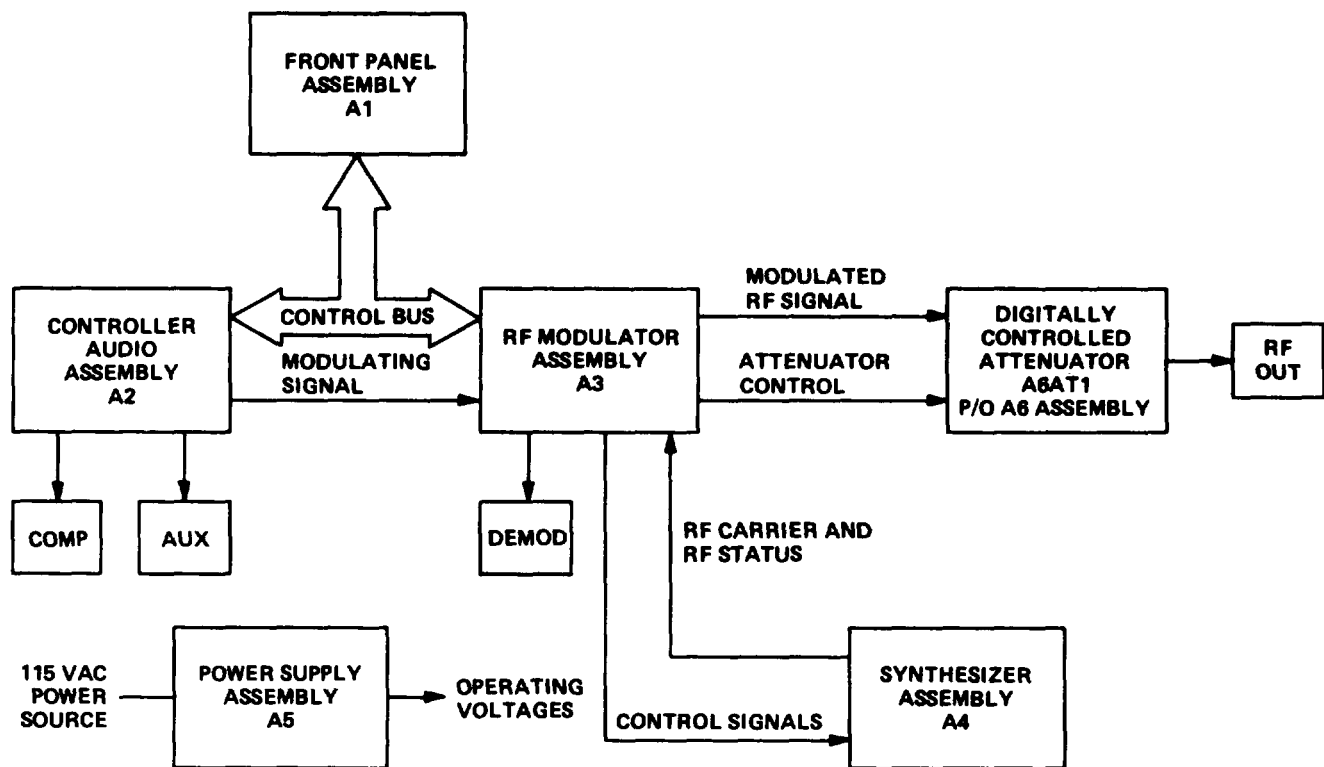 FRONT PANEL
ASSEMBLY
A1
CONTROLLER
AUDIO
ASSEMBLY
A2
CONTROL BUS
MODULATING
SIGNAL
RF MODULATOR
ASSEMBLY
A3
MODULATED
RF SIGNAL
ATTENUATOR
CONTROL
DIGITALLY
CONTROLLED
ATTENUATOR
A6AT1
P/O A6 ASSEMBLY
RF
OUT
COMP
AUX
DEMOD
RF CARRIER AND
RF STATUS
115 VAC
POWER
SOURCE
POWER SUPPLY
ASSEMBLY
A5
OPERATING
VOLTAGES
CONTROL SIGNALS
SYNTHESIZER
ASSEMBLY
A4